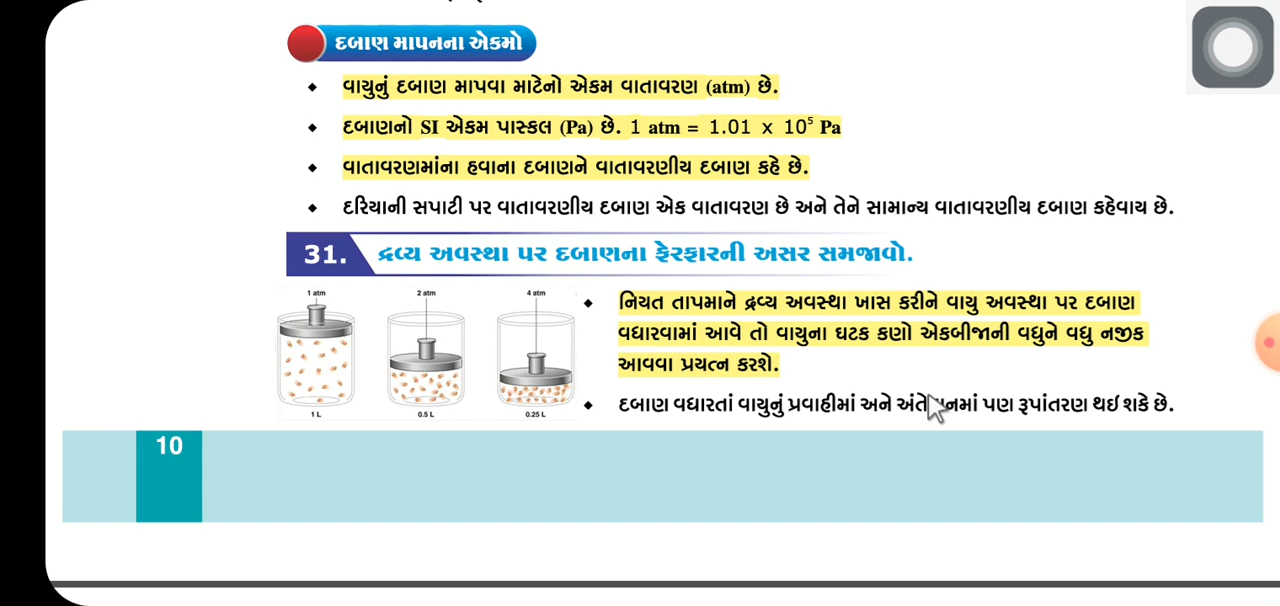 દબાણ માપનના એકમો
વાયુનું દબાણ માપવા માટેનો એકમ વાતાવરણ (atm) છે.
દબાણનો SI એકમ પાસ્કલ (Pa) છે. 1 atm = 1.01 x 10⁵ Pa
વાતાવરણમાંના હવાના દબાણને વાતાવરણીય દબાણ કહે છે.
દરિયાની સપાટી પર વાતાવરણીય દબાણ એક વાતાવરણ છે અને તેને સામાન્ય વાતાવરણીય દબાણ કહેવાય છે.
31. દ્રવ્ય અવસ્થા પર દબાણના ફેરફારની અસર સમજાવો.
1 atm 2 atm 4 atm
1 L 0.5 L 0.25 L
નિયત તાપમાને દ્રવ્ય અવસ્થા ખાસ કરીને વાયુ અવસ્થા પર દબાણ
વધારવામાં આવે તો વાયુના ઘટક કણો એકબીજાની વધુને વધુ નજીક
આવવા પ્રયત્ન કરશે.
દબાણ વધારતાં વાયુનું પ્રવાહીમાં અને અંતે પણ રૂપાંતરણ થઇ શકે છે.
10